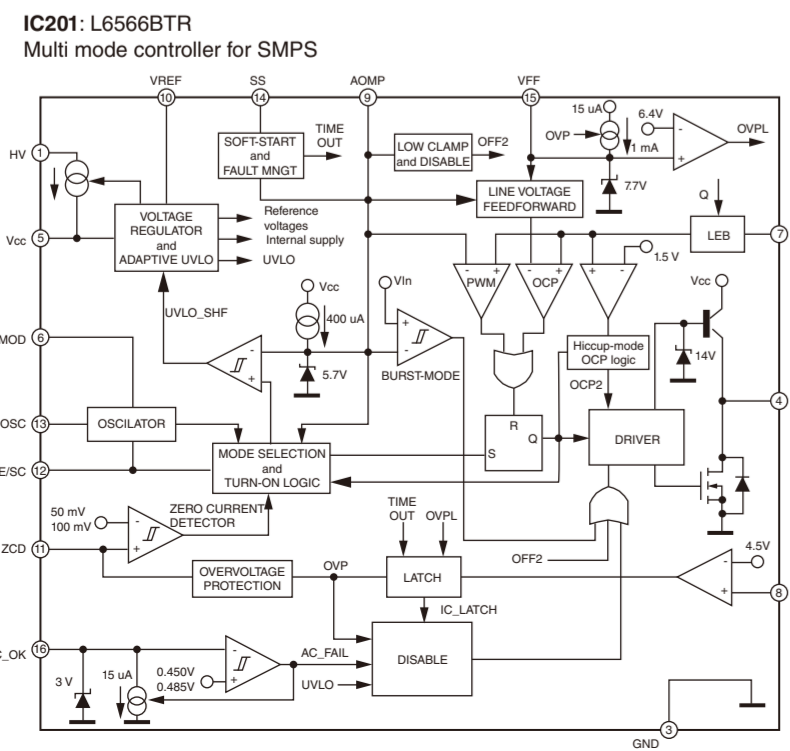 IC201: L6566BTR
Multi mode controller for SMPS
VREF
SS
AOMP
VFF
10
14
9
15
HV
1
SOFT-START
and
FAULT MNGT
TIME
OUT
LOW CLAMP
and DISABLE
OFF2
15 uA
OVP
1 mA
6.4V
-
+
OVPL
7.7V
LINE VOLTAGE
FEEDFORWARD
Q
LEB
7
Vcc
5
VOLTAGE
REGULATOR
and
ADAPTIVE UVLO
Reference
voltages
Internal supply
UVLO
- +
PWM
- +
OCP
+ -
1.5 V
Vcc
UVLO_SHF
Vcc
400 uA
VIn
+
-
BURST-MODE
-
+
5.7V
Hiccup-mode
OCP logic
OCP2
14V
MOD
6
4
OSC
13
OSCILATOR
R
Q
S
DRIVER
E/SC
12
MODE SELECTION
and
TURN-ON LOGIC
50 mV
100 mV
-
+
ZERO CURRENT
DETECTOR
ZCD
11
TIME
OUT
OVPL
OFF2
4.5V
-
+
8
OVERVOLTAGE
PROTECTION
OVP
LATCH
IC_LATCH
C_OK
16
3 V
15 uA
0.450V
0.485V
-
+
AC_FAIL
UVLO
DISABLE
3
GND